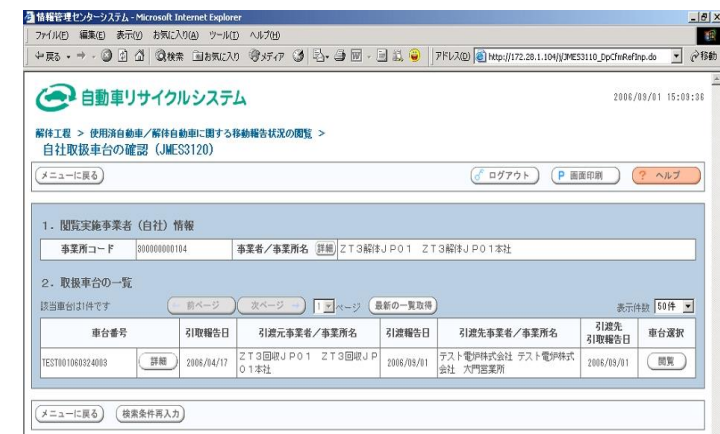 情報管理センターシステム - Microsoft Internet Explorer
ファイル(F) 編集(E) 表示(V) お気に入り(A) ツール(T) ヘルプ(H)
戻る 検索 お気に入り メディア アドレス(D) http://172.28.1.104/j/JMES3110_DpCfmRefInp.do 移動
自動車リサイクルシステム 2006/09/01 15:09:36
解体工程 > 使用済自動車/解体自動車に関する移動報告状況の閲覧 >
自社取扱車台の確認 (JMES3120)
メニューに戻る ログアウト P 画面印刷 ? ヘルプ
1. 閲覧実施事業者（自社）情報
事業所コード 300000000104 事業者/事業所名 詳細 ZT3解体JP01 ZT3解体JP01本社
2. 取扱車台の一覧
該当車台は1件です ← 前ページ 次ページ → 1 ページ 最新の一覧取得 表示件数 50件
車台番号 引取報告日 引渡元事業者/事業所名 引渡報告日 引渡先事業者/事業所名 引渡先 車台選択
引取報告日
TEST001060324003 詳細 2006/04/17 ZT3回収JP01 ZT3回収JP 2006/09/01 テスト電炉株式会社 テスト電炉株式 2006/09/01 閲覧
01本社 会社 大門営業所
メニューに戻る 検索条件再入力